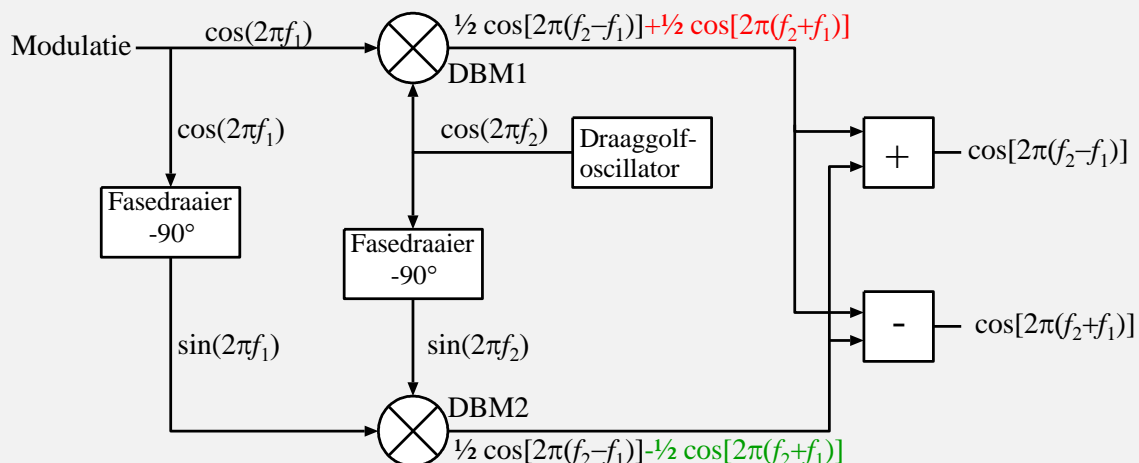 Modulatie
cos(2πf₁)
½ cos[2π(f₂−f₁)]+½ cos[2π(f₂+f₁)]
DBM1
cos(2πf₁)
cos(2πf₂)
Draaggolf-
oscillator
+
cos[2π(f₂−f₁)]
Fasedraaier
-90°
Fasedraaier
-90°
-
cos[2π(f₂+f₁)]
sin(2πf₁)
sin(2πf₂)
DBM2
½ cos[2π(f₂−f₁)]-½ cos[2π(f₂+f₁)]